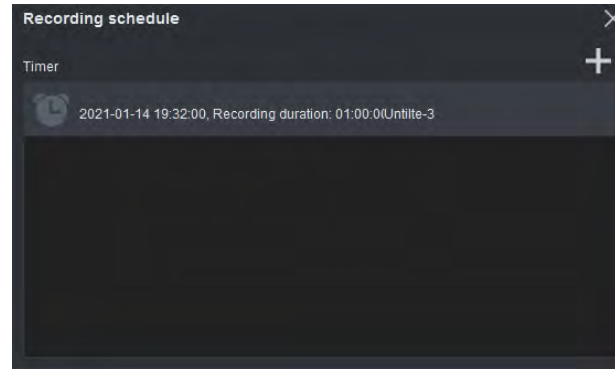 Recording schedule
Timer
2021-01-14 19:32:00, Recording duration: 01:00:0(Untilte-3